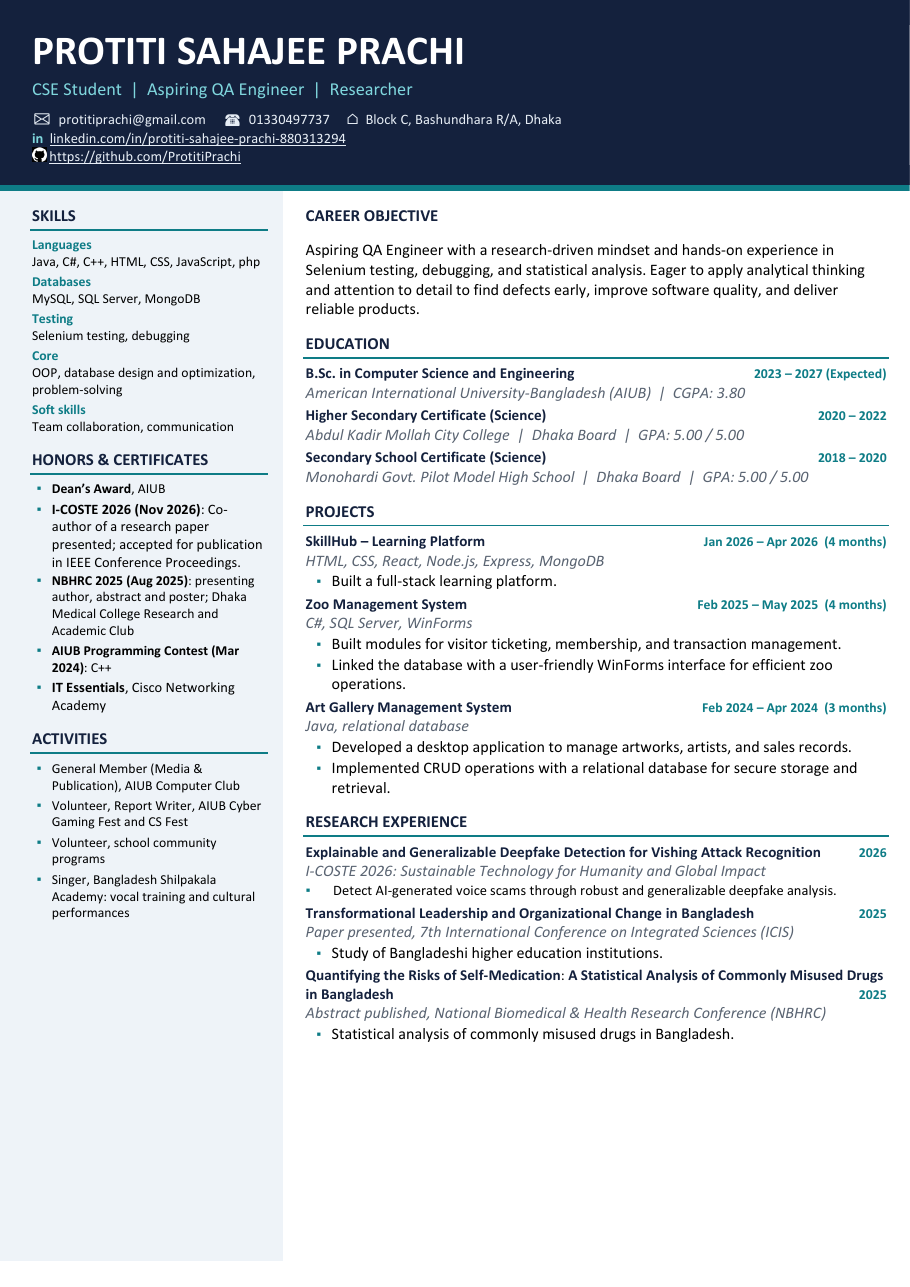 PROTITI SAHAJEE PRACHI
CSE Student | Aspiring QA Engineer | Researcher
protitiprachi@gmail.com 01330497737 Block C, Bashundhara R/A, Dhaka
in linkedin.com/in/protiti-sahajee-prachi-880313294
https://github.com/ProtitiPrachi
SKILLS
Languages
Java, C#, C++, HTML, CSS, JavaScript, php
Databases
MySQL, SQL Server, MongoDB
Testing
Selenium testing, debugging
Core
OOP, database design and optimization,
problem-solving
Soft skills
Team collaboration, communication
HONORS & CERTIFICATES
▪ Dean’s Award, AIUB
▪ I-COSTE 2026 (Nov 2026): Co-
author of a research paper
presented; accepted for publication
in IEEE Conference Proceedings.
▪ NBHRC 2025 (Aug 2025): presenting
author, abstract and poster; Dhaka
Medical College Research and
Academic Club
▪ AIUB Programming Contest (Mar
2024): C++
▪ IT Essentials, Cisco Networking
Academy
ACTIVITIES
▪ General Member (Media &
Publication), AIUB Computer Club
▪ Volunteer, Report Writer, AIUB Cyber
Gaming Fest and CS Fest
▪ Volunteer, school community
programs
▪ Singer, Bangladesh Shilpakala
Academy: vocal training and cultural
performances
CAREER OBJECTIVE
Aspiring QA Engineer with a research-driven mindset and hands-on experience in
Selenium testing, debugging, and statistical analysis. Eager to apply analytical thinking
and attention to detail to find defects early, improve software quality, and deliver
reliable products.
EDUCATION
B.Sc. in Computer Science and Engineering 2023 – 2027 (Expected)
American International University-Bangladesh (AIUB) | CGPA: 3.80
Higher Secondary Certificate (Science) 2020 – 2022
Abdul Kadir Mollah City College | Dhaka Board | GPA: 5.00 / 5.00
Secondary School Certificate (Science) 2018 – 2020
Monohardi Govt. Pilot Model High School | Dhaka Board | GPA: 5.00 / 5.00
PROJECTS
SkillHub – Learning Platform Jan 2026 – Apr 2026 (4 months)
HTML, CSS, React, Node.js, Express, MongoDB
▪ Built a full-stack learning platform.
Zoo Management System Feb 2025 – May 2025 (4 months)
C#, SQL Server, WinForms
▪ Built modules for visitor ticketing, membership, and transaction management.
▪ Linked the database with a user-friendly WinForms interface for efficient zoo
operations.
Art Gallery Management System Feb 2024 – Apr 2024 (3 months)
Java, relational database
▪ Developed a desktop application to manage artworks, artists, and sales records.
▪ Implemented CRUD operations with a relational database for secure storage and
retrieval.
RESEARCH EXPERIENCE
Explainable and Generalizable Deepfake Detection for Vishing Attack Recognition 2026
I-COSTE 2026: Sustainable Technology for Humanity and Global Impact
▪ Detect AI-generated voice scams through robust and generalizable deepfake analysis.
Transformational Leadership and Organizational Change in Bangladesh 2025
Paper presented, 7th International Conference on Integrated Sciences (ICIS)
▪ Study of Bangladeshi higher education institutions.
Quantifying the Risks of Self-Medication: A Statistical Analysis of Commonly Misused Drugs
in Bangladesh 2025
Abstract published, National Biomedical & Health Research Conference (NBHRC)
▪ Statistical analysis of commonly misused drugs in Bangladesh.